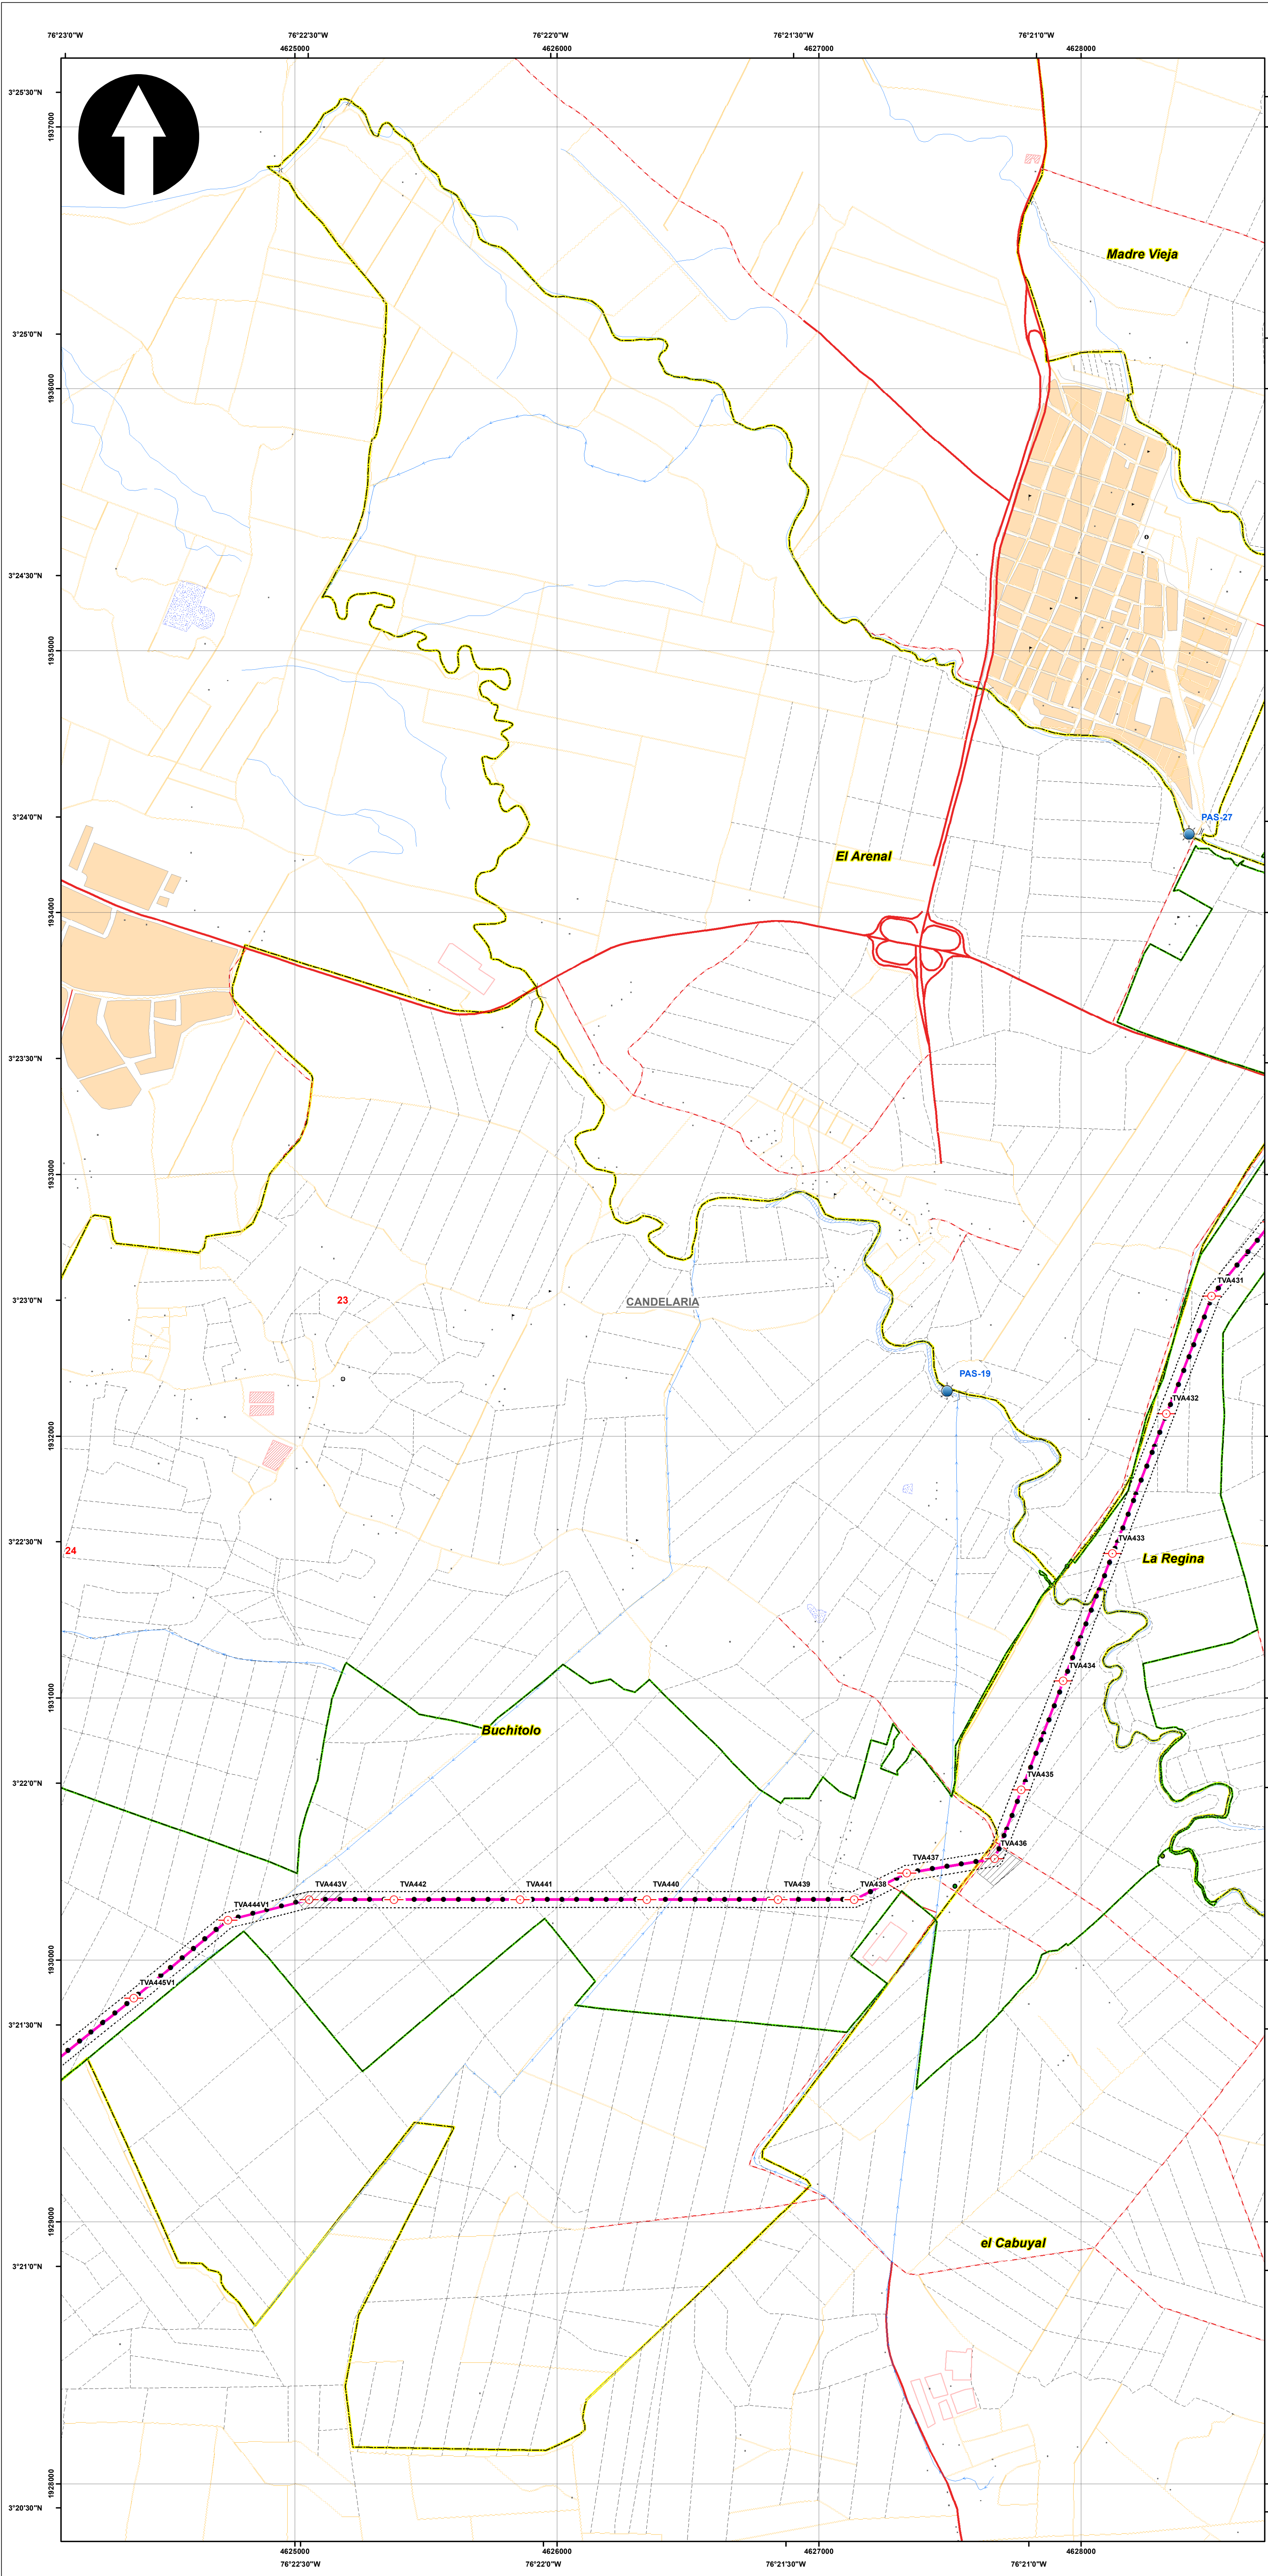 76°23'0"W
76°22'30"W
76°22'0"W
76°21'30"W
76°21'0"W
4625000
4626000
4627000
4628000
3°25'30"N
1937000
Madre Vieja
3°25'0"N
1936000
3°24'30"N
1935000
3°24'0"N
PAS-27
El Arenal
1934000
3°23'30"N
1933000
TVA431
3°23'0"N
23
CANDELARIA
PAS-19
TVA432
1932000
3°22'30"N
TVA433
24
La Regina
TVA434
1931000
Buchitolo
3°22'0"N
TVA435
TVA436
TVA437
TVA443V
TVA442
TVA441
TVA440
TVA439
TVA438
TVA444V1
1930000
TVA445V1
3°21'30"N
1929000
el Cabuyal
3°21'0"N
1928000
3°20'30"N
4625000
4626000
4627000
4628000
76°22'30"W
76°22'0"W
76°21'30"W
76°21'0"W